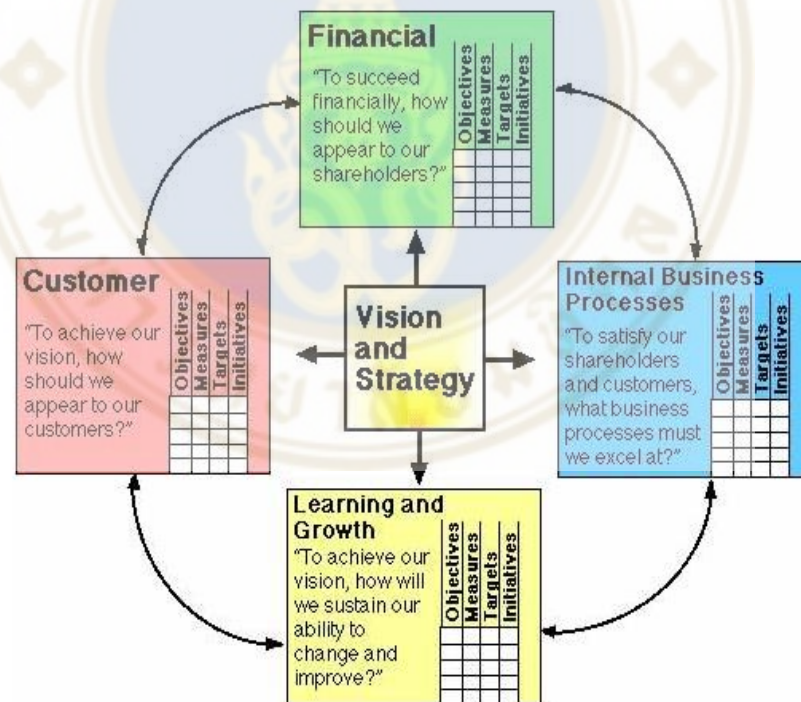 Financial
“To succeed
financially, how
should we
appear to our
shareholders?”
Objectives
Measures
Targets
Initiatives
Customer
“To achieve our
vision, how
should we
appear to our
customers?”
Objectives
Measures
Targets
Initiatives
Vision
and
Strategy
Internal Business
Processes
“To satisfy our
shareholders
and customers,
what business
processes must
we excel at?”
Objectives
Measures
Targets
Initiatives
Learning and
Growth
“To achieve our
vision, how will
we sustain our
ability to
change and
improve?”
Objectives
Measures
Targets
Initiatives